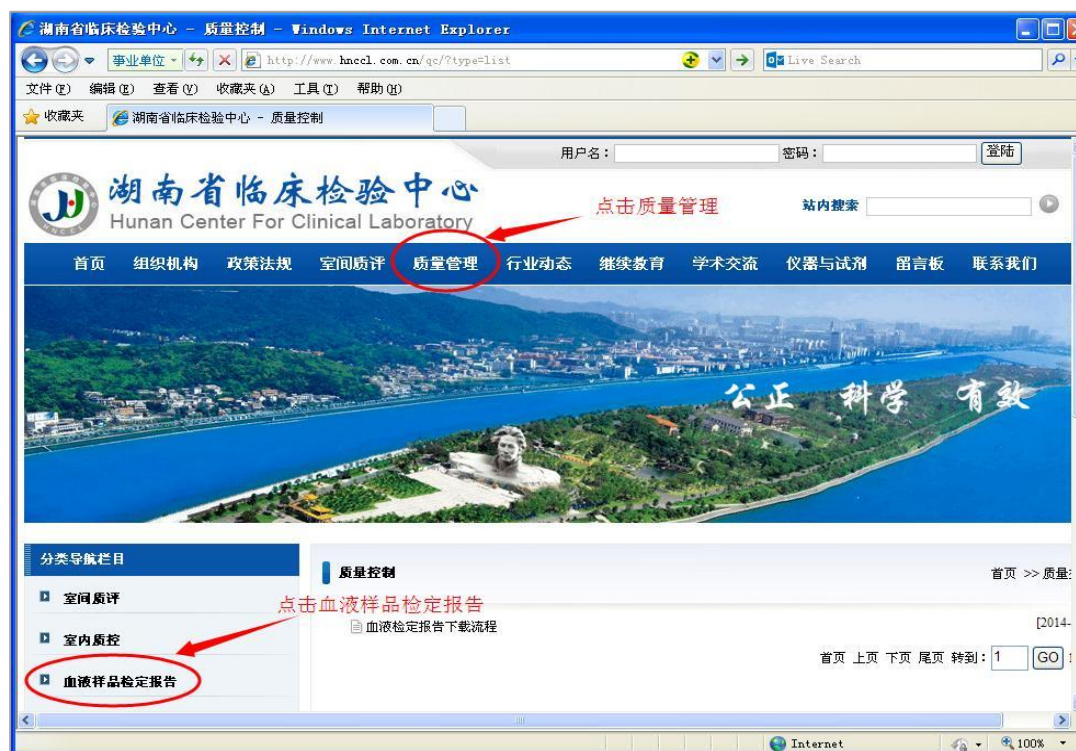 湖南省临床检验中心 - 质量控制 - Windows Internet Explorer
事业单位 http://www.hnccl.com.cn/qc/?type=list Live Search
文件(F) 编辑(E) 查看(V) 收藏夹(A) 工具(T) 帮助(H)
收藏夹 湖南省临床检验中心 - 质量控制
用户名： 密码： 登陆
湖南省临床检验中心
Hunan Center For Clinical Laboratory
点击质量管理
站内搜索
首页 组织机构 政策法规 室间质评 质量管理 行业动态 继续教育 学术交流 仪器与试剂 留言板 联系我们
公正 科学 有效
分类导航栏目
质量控制
首页 >> 质量
室间质评
点击血液样品检定报告
血液检定报告下载流程
[2014-
室内质控
首页 上页 下页 尾页 转到：1 GO
血液样品检定报告
Internet 100%